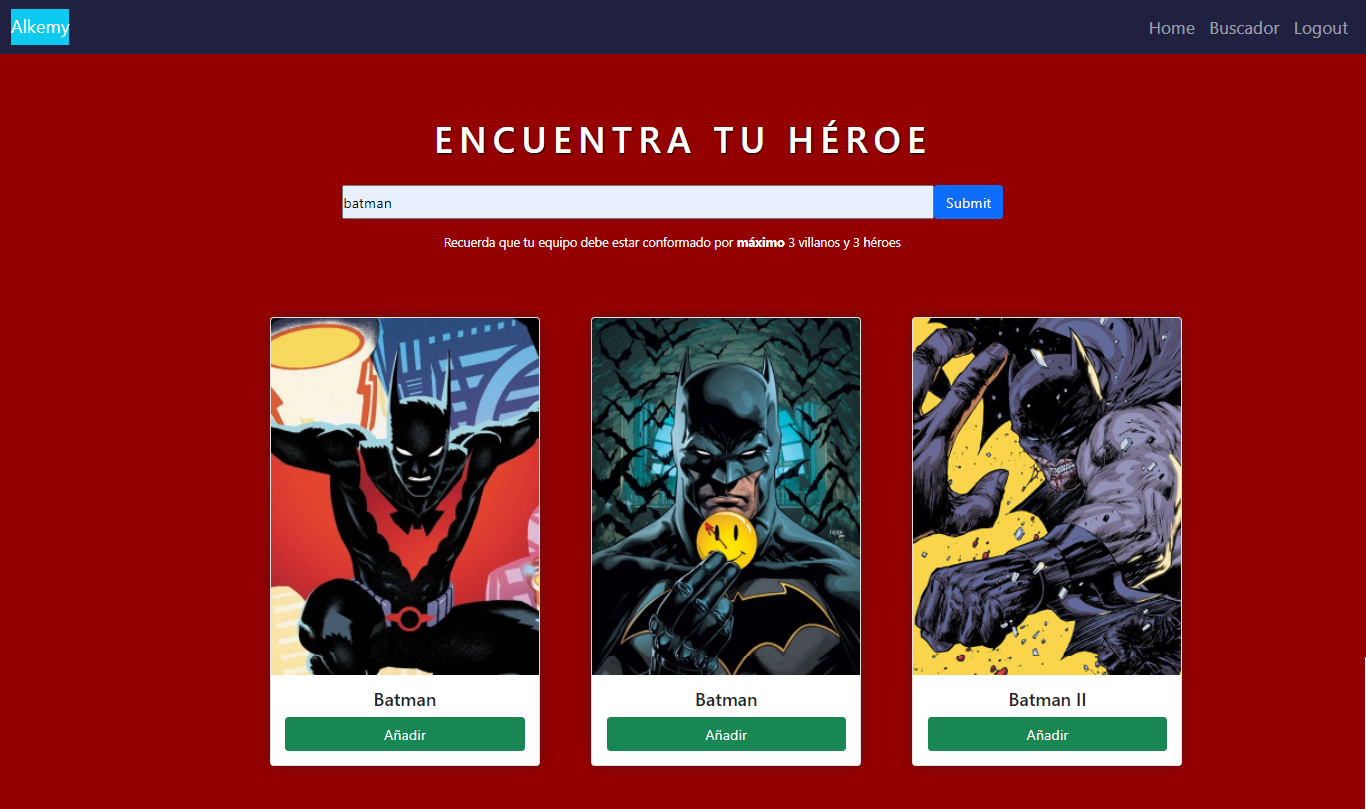 Alkemy
Home Buscador Logout
ENCUENTRA TU HÉROE
batman Submit
Recuerda que tu equipo debe estar conformado por máximo 3 villanos y 3 héroes
Batman
Añadir
Batman
Añadir
Batman II
Añadir